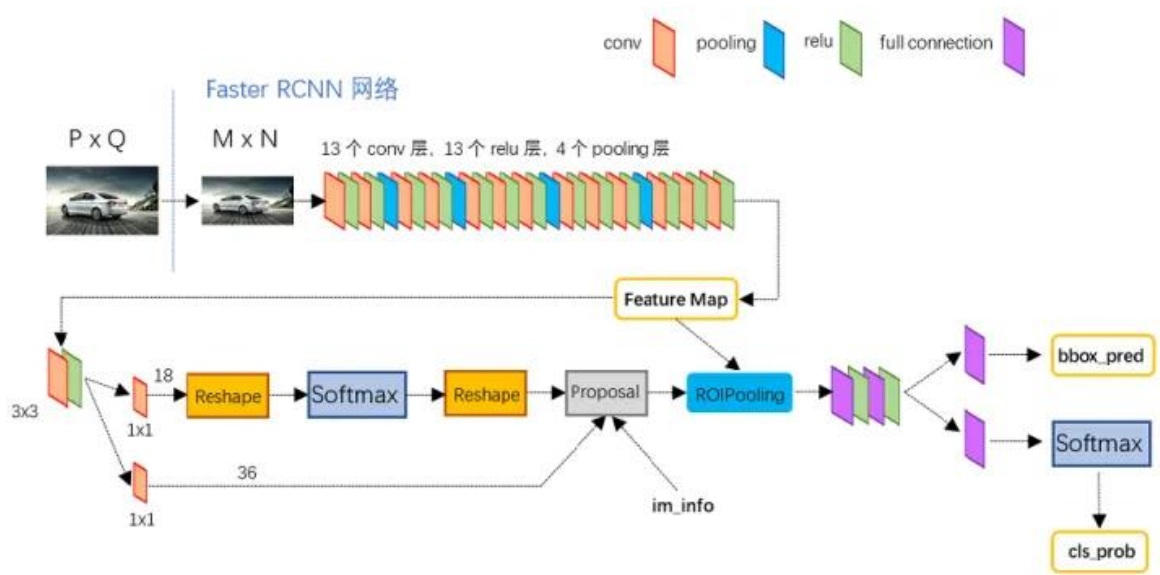 conv
pooling
relu
full connection
Faster RCNN 网络
P x Q
M x N
13 个 conv 层, 13 个 relu 层, 4 个 pooling 层
Feature Map
3x3
18
1x1
Reshape
Softmax
Reshape
Proposal
ROIPooling
bbox_pred
Softmax
cls_prob
36
1x1
im_info